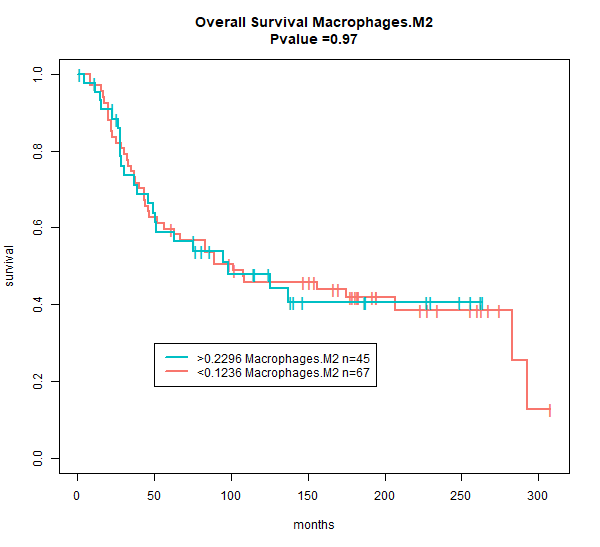 Overall Survival Macrophages.M2
Pvalue =0.97
survival
1.0
0.8
0.6
0.4
0.2
0.0
>0.2296 Macrophages.M2 n=45
<0.1236 Macrophages.M2 n=67
0 50 100 150 200 250 300
months